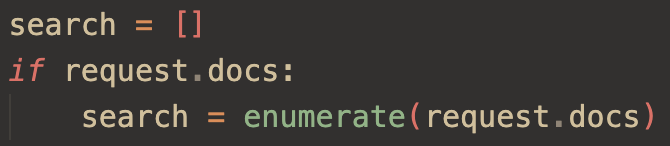 search = []
if request.docs:
    search = enumerate(request.docs)